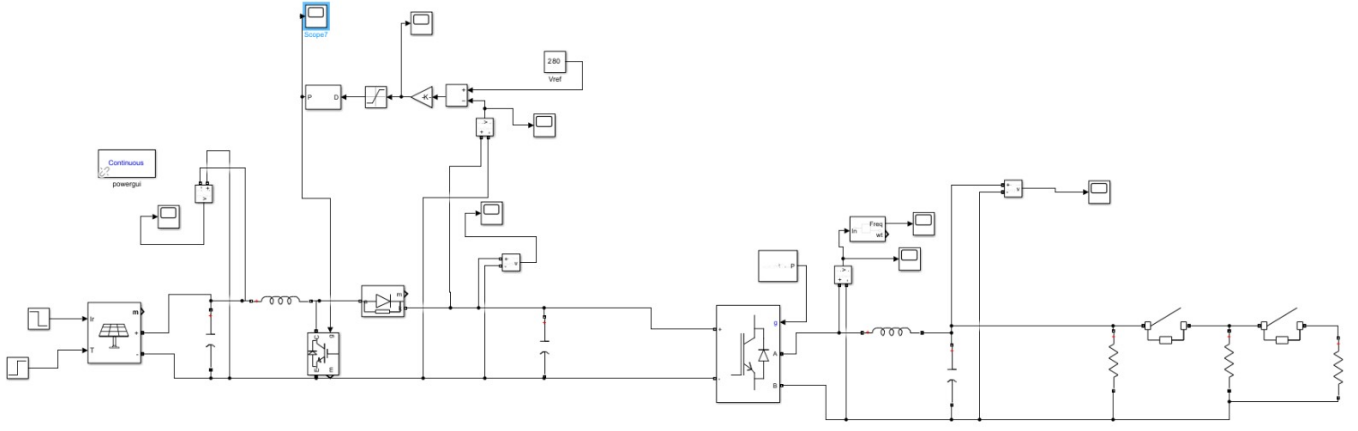 Scope7
280
Vref
P
D
-K-
+
-
Continuous
powergui
Freq
In
wt
v
v
P
m
Ir
m
+
T
-
g
C
E
+
-
g
A
B